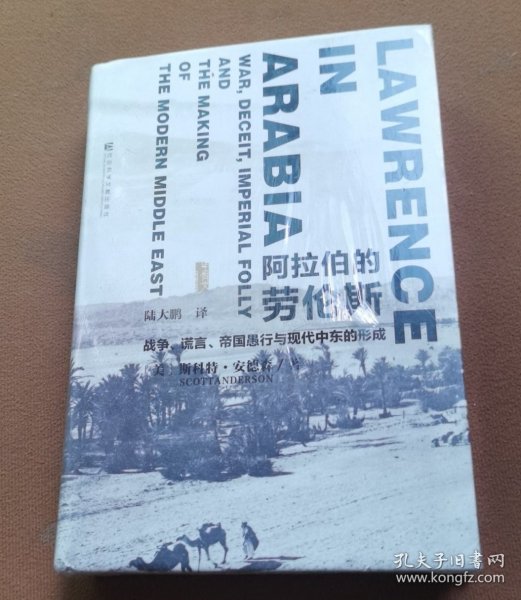 LAWRENCE
IN
ARABIA
WAR, DECEIT, IMPERIAL FOLLY
AND
THE MAKING
OF
THE MODERN MIDDLE EAST
阿拉伯的
劳伦斯
陆大鹏 译
战争、谎言、帝国愚行与现代中东的形成
[美] 斯科特·安德森 / 著
SCOTT ANDERSON
孔夫子旧书网
www.kongfz.com